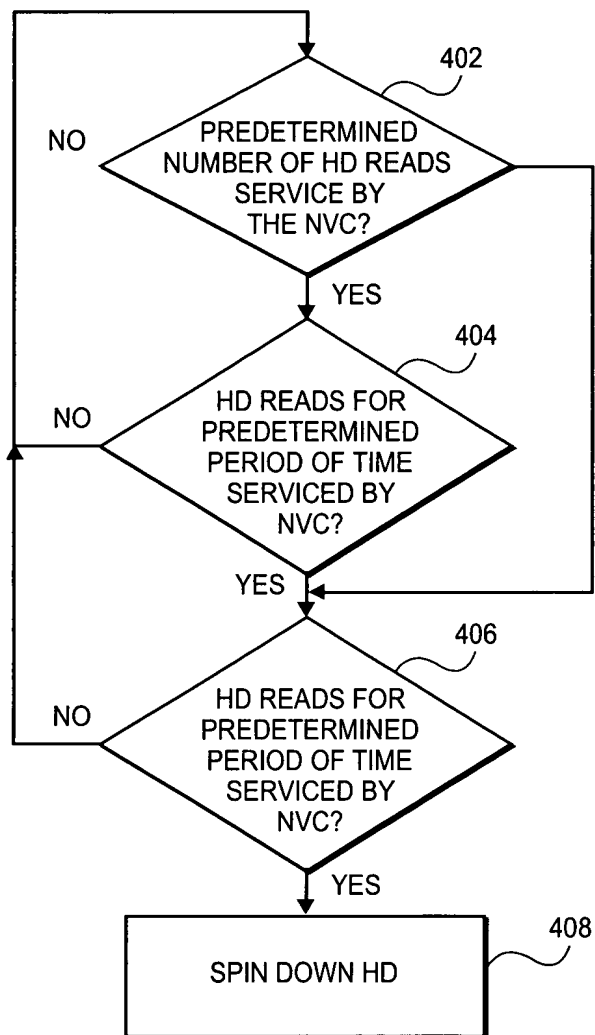 402
NO
PREDETERMINED
NUMBER OF HD READS
SERVICE BY
THE NVC?
YES
404
NO
HD READS FOR
PREDETERMINED
PERIOD OF TIME
SERVICED BY
NVC?
YES
406
NO
HD READS FOR
PREDETERMINED
PERIOD OF TIME
SERVICED BY
NVC?
YES
408
SPIN DOWN HD